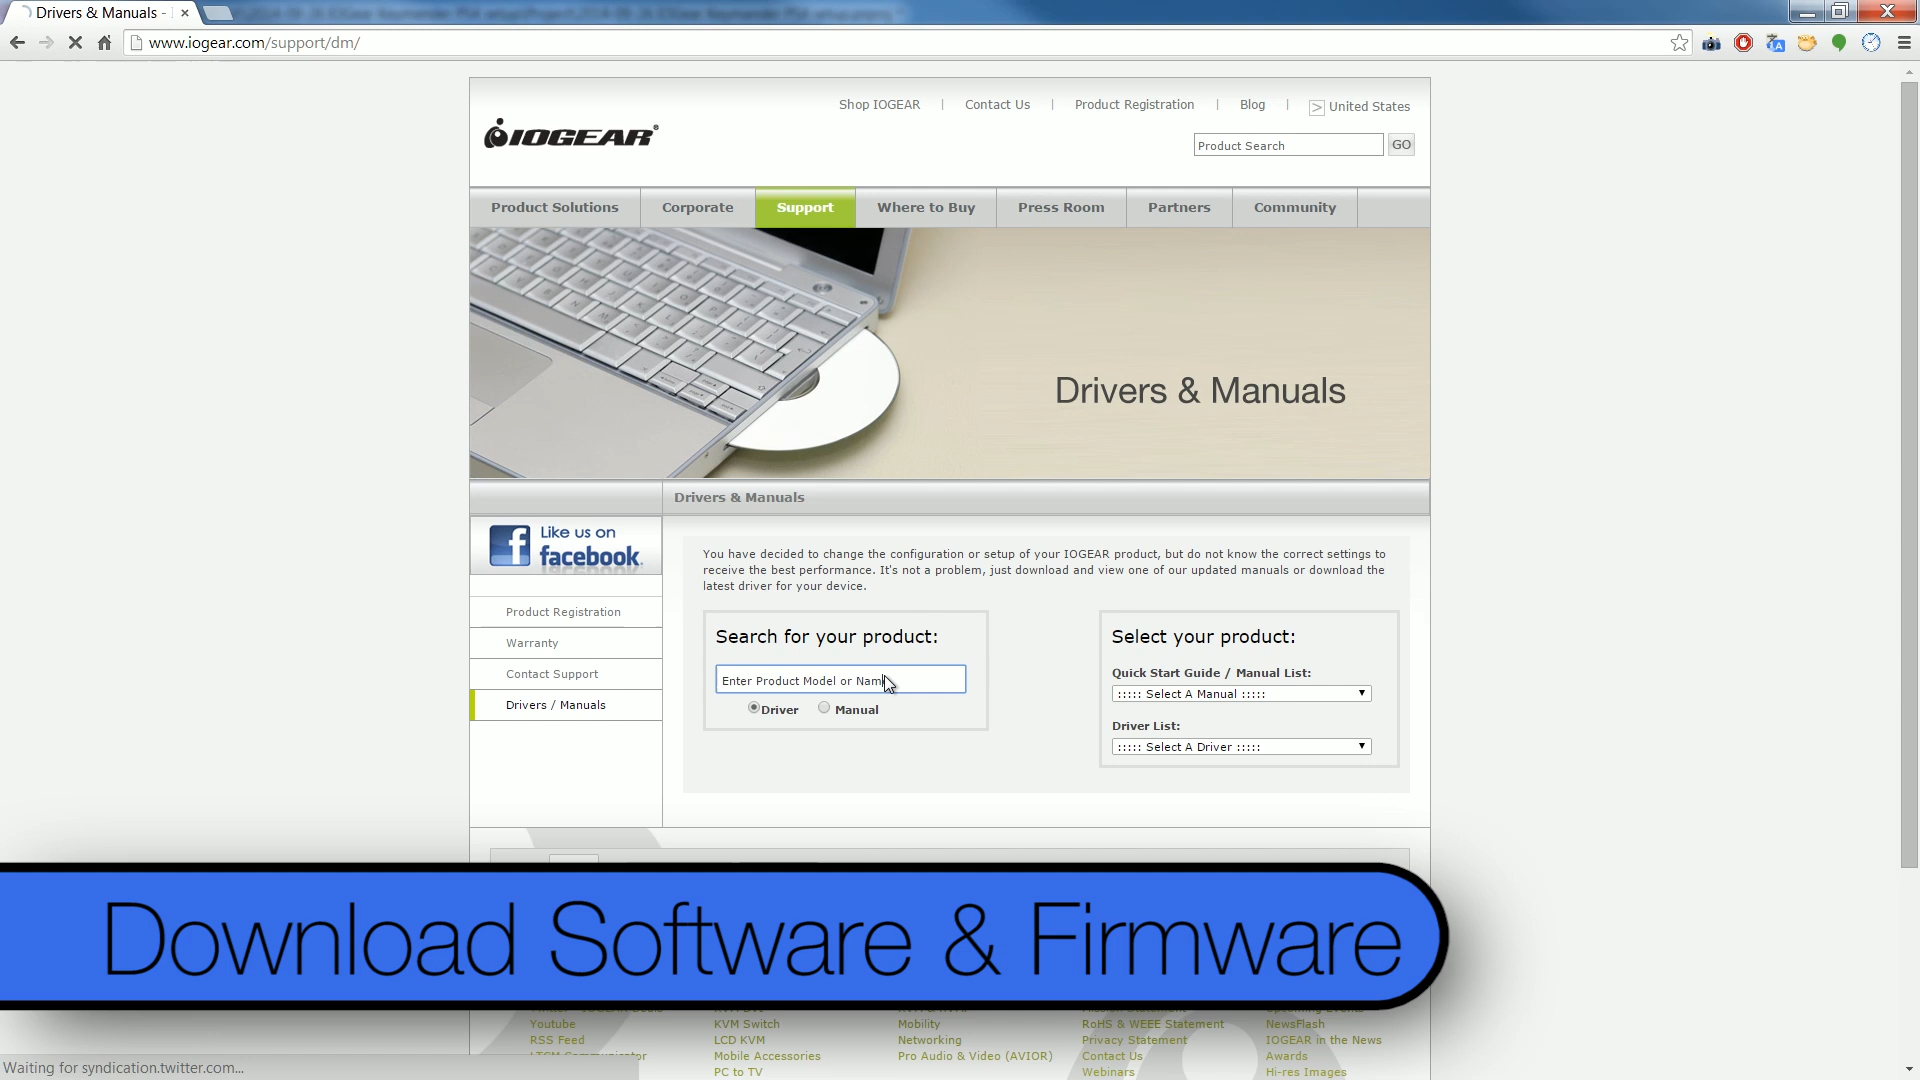 Drivers & Manuals -
www.iogear.com/support/dm/
Shop IOGEAR | Contact Us | Product Registration | Blog | > United States
IOGEAR®
Product Search GO
Product Solutions Corporate Support Where to Buy Press Room Partners Community
Drivers & Manuals
Drivers & Manuals
Like us on
facebook.
Product Registration
Warranty
Contact Support
Drivers / Manuals
You have decided to change the configuration or setup of your IOGEAR product, but do not know the correct settings to
receive the best performance. It's not a problem, just download and view one of our updated manuals or download the
latest driver for your device.
Search for your product:
Enter Product Model or Nam
Driver Manual
Select your product:
Quick Start Guide / Manual List:
::::: Select A Manual :::::
Driver List:
::::: Select A Driver :::::
Download Software & Firmware
Youtube
RSS Feed
KVM Switch
LCD KVM
Mobile Accessories
PC to TV
Mobility
Networking
Pro Audio & Video (AVIOR)
RoHS & WEEE Statement
Privacy Statement
Contact Us
Webinars
NewsFlash
IOGEAR in the News
Awards
Hi-res Images
Waiting for syndication.twitter.com...